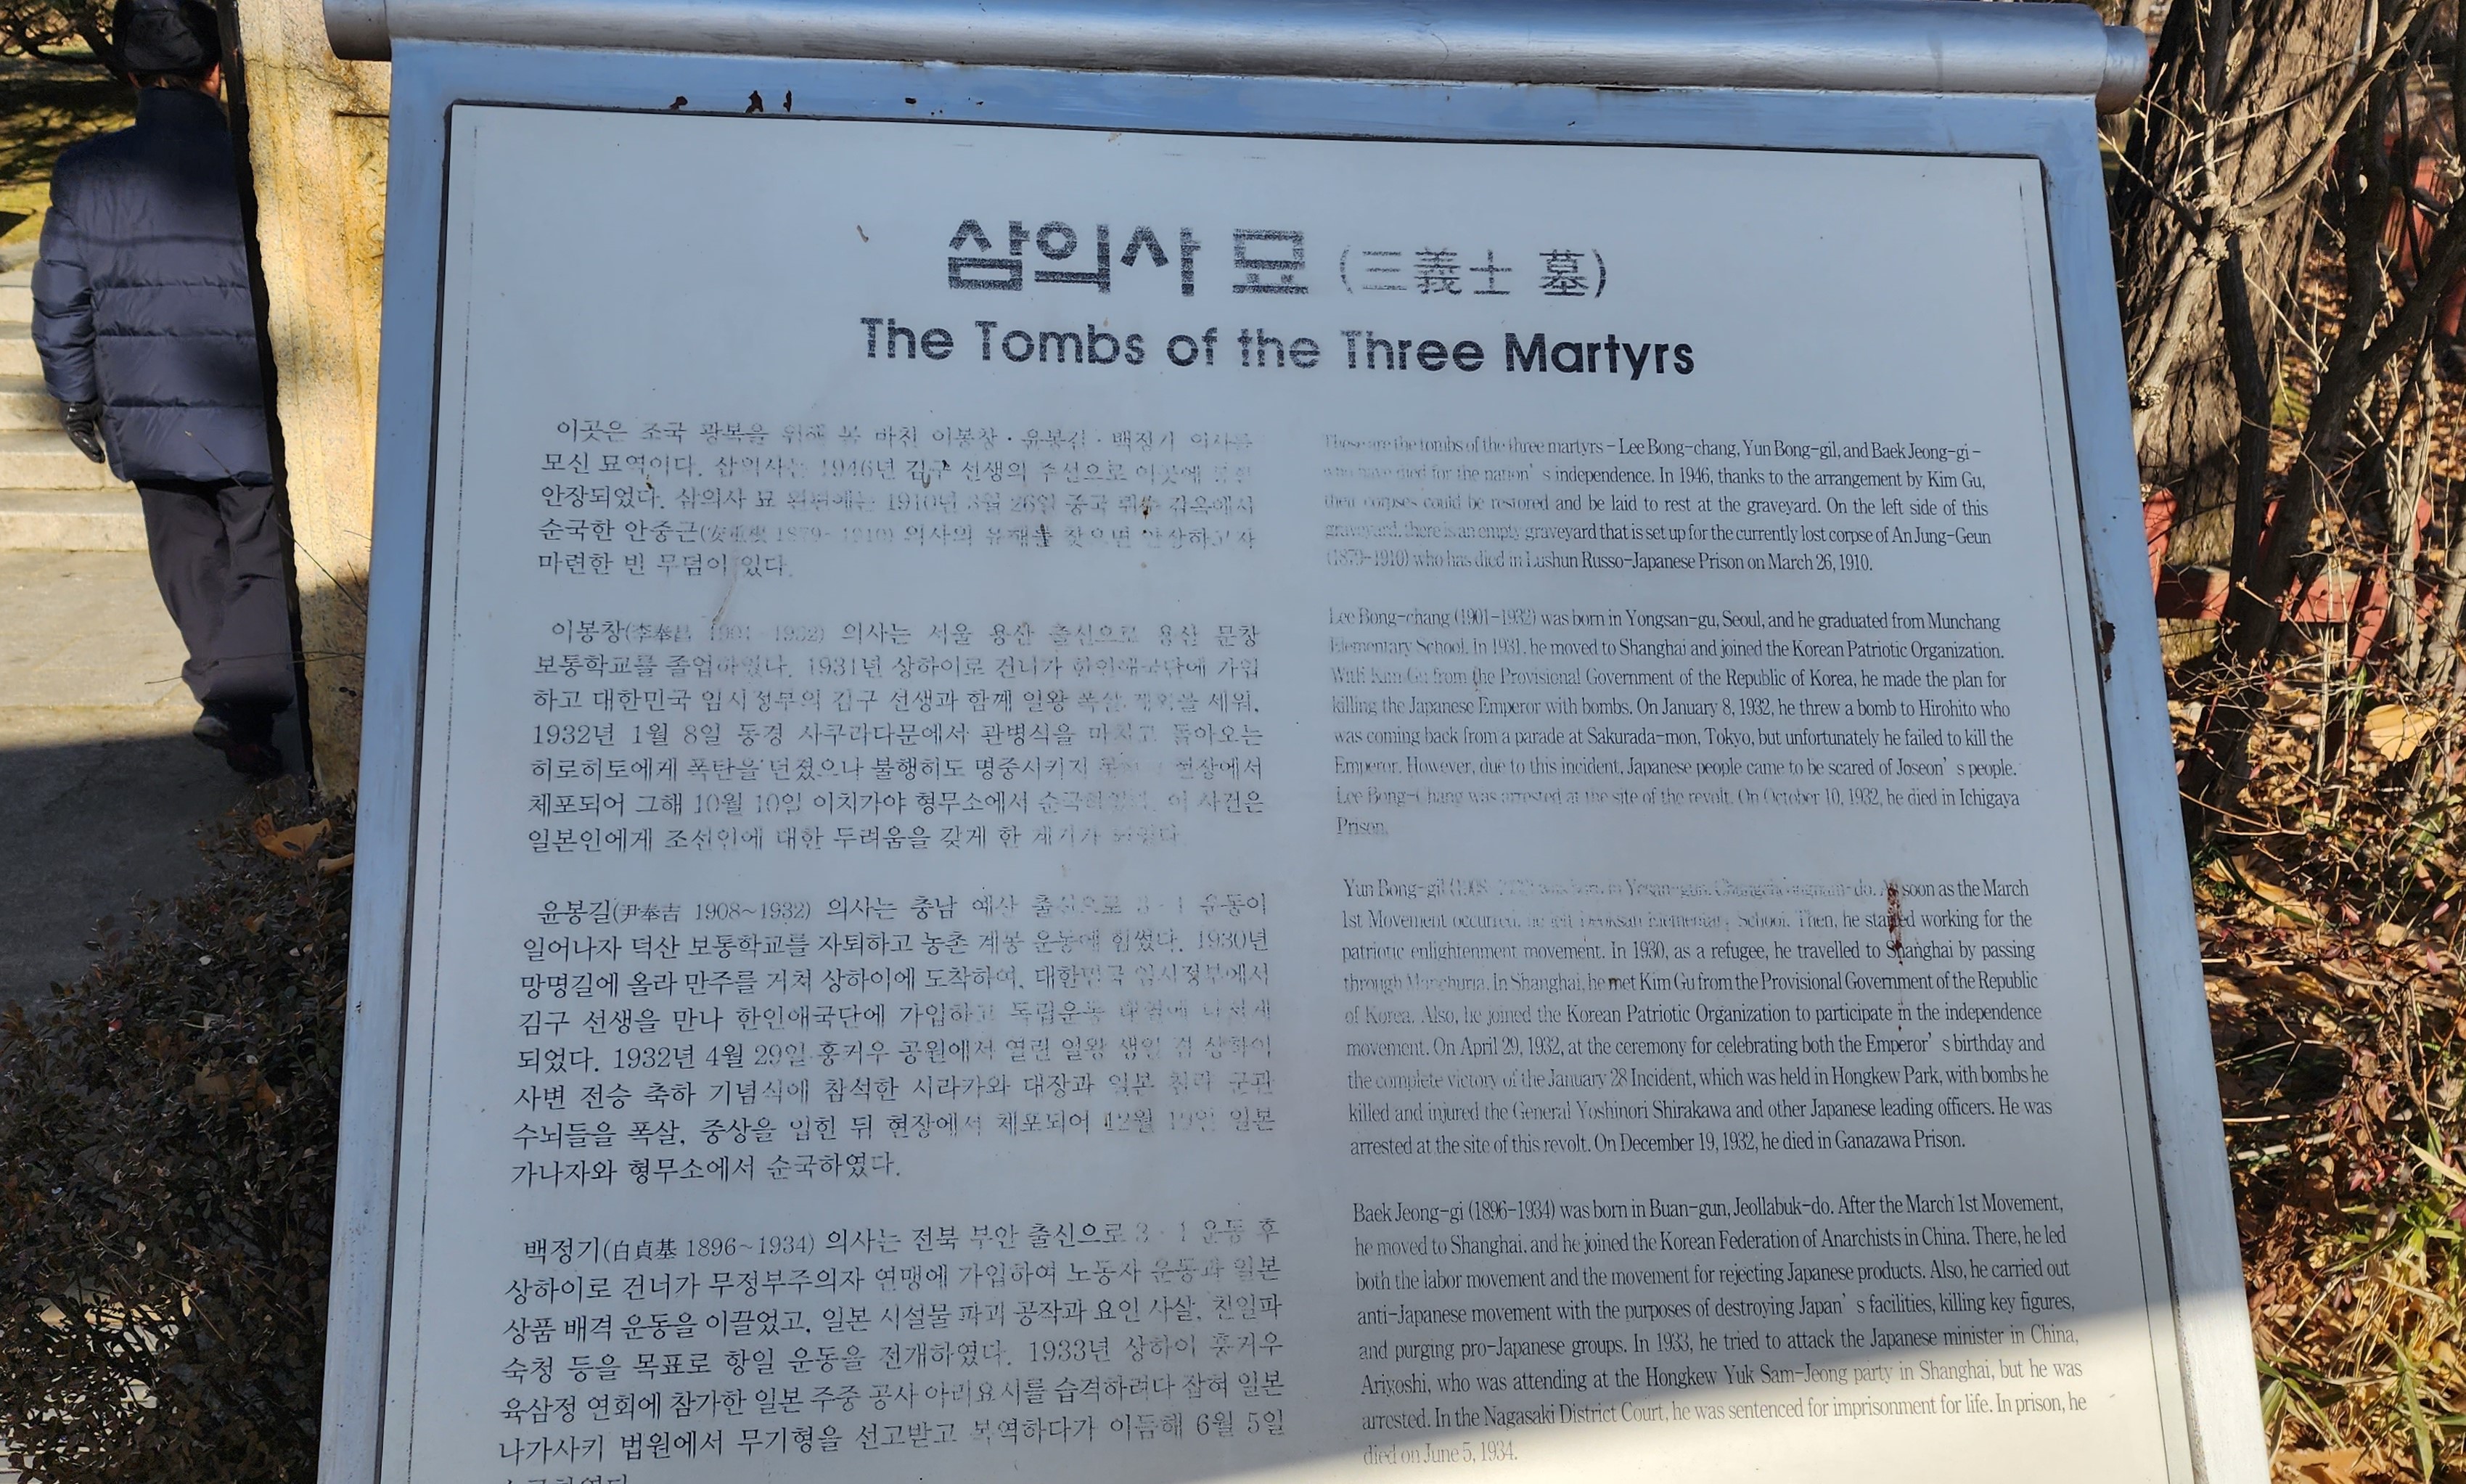 삼의사 묘 (三義士 墓)
The Tombs of the Three Martyrs
이곳은 조국 광복을 위해 몸 바친 이봉창 · 윤봉길 · 백정기 의사를
모신 묘역이다. 삼의사는 1946년 김구 선생의 주선으로 이곳에
안장되었다. 삼의사 묘 왼편에는 1910년 3월 26일 중국 뤼순 감옥에서
순국한 안중근(安重根 1879~1910) 의사의 유해를 찾으면 안장하고자
마련한 빈 무덤이 있다.
이봉창(李奉昌 1901~1932) 의사는 서울 용산 출신으로 용산 문창
보통학교를 졸업하였다. 1931년 상하이로 건너가 한인애국단에 가입
하고 대한민국 임시정부의 김구 선생과 함께 일왕 폭살 계획을 세워,
1932년 1월 8일 동경 사쿠라다문에서 관병식을 마치고 돌아오는
히로히토에게 폭탄을 던졌으나 불행히도 명중시키지 현장에서
체포되어 그해 10월 10일 이치가야 형무소에서 순국하였다. 이 사건은
일본인에게 조선인에 대한 두려움을 갖게 한 계기가 되었다.
윤봉길(尹奉吉 1908~1932) 의사는 충남 예산 출신으로 3 · 1 운동이
일어나자 덕산 보통학교를 자퇴하고 농촌 계몽 운동에 힘썼다. 1930년
망명길에 올라 만주를 거쳐 상하이에 도착하여, 대한민국 임시정부에서
김구 선생을 만나 한인애국단에 가입하고 독립운동
되었다. 1932년 4월 29일 홍커우 공원에서 열린 일왕 생일 겸 상하이
사변 전승 축하 기념식에 참석한 시라카와 대장과 일본 침략 군관
수뇌들을 폭살, 중상을 입힌 뒤 현장에서 체포되어 12월 19일 일본
가나자와 형무소에서 순국하였다.
백정기(白貞基 1896~1934) 의사는 전북 부안 출신으로 3 · 1 운동 후
상하이로 건너가 무정부주의자 연맹에 가입하여 노동자 운동과 일본
상품 배격 운동을 이끌었고, 일본 시설물 파괴 공작과 요인 사살, 친일파
숙청 등을 목표로 항일 운동을 전개하였다. 1933년 상하이 홍커우
육삼정 연회에 참가한 일본 주중 공사 아리요시를 습격하려다 잡혀 일본
나가사키 법원에서 무기형을 선고받고 복역하다가 이듬해 6월 5일
These are the tombs of the three martyrs - Lee Bong-chang, Yun Bong-gil, and Baek Jeong-gi -
who have died for the nation's independence. In 1946, thanks to the arrangement by Kim Gu,
their corpses could be restored and be laid to rest at the graveyard. On the left side of this
graveyard, there is an empty graveyard that is set up for the currently lost corpse of An Jung-Geun
(1879-1910) who has died in Lushun Russo-Japanese Prison on March 26, 1910.
Lee Bong-chang (1901-1932) was born in Yongsan-gu, Seoul, and he graduated from Munchang
Elementary School. In 1931, he moved to Shanghai and joined the Korean Patriotic Organization.
With Kim Gu from the Provisional Government of the Republic of Korea, he made the plan for
killing the Japanese Emperor with bombs. On January 8, 1932, he threw a bomb to Hirohito who
was coming back from a parade at Sakurada-mon, Tokyo, but unfortunately he failed to kill the
Emperor. However, due to this incident, Japanese people came to be scared of Joseon's people.
Lee Bong-Chang was arrested at the site of the revolt. On October 10, 1932, he died in Ichigaya
Prison.
Yun Bong-gil (1908-1932) was born in Yesan-gun, Chungcheongnam-do. As soon as the March
1st Movement occurred, he left Deoksan Elementary School. Then, he started working for the
patriotic enlightenment movement. In 1930, as a refugee, he travelled to Shanghai by passing
through Manchuria. In Shanghai, he met Kim Gu from the Provisional Government of the Republic
of Korea. Also, he joined the Korean Patriotic Organization to participate in the independence
movement. On April 29, 1932, at the ceremony for celebrating both the Emperor's birthday and
the complete victory of the January 28 Incident, which was held in Hongkew Park, with bombs he
killed and injured the General Yoshinori Shirakawa and other Japanese leading officers. He was
arrested at the site of this revolt. On December 19, 1932, he died in Ganazawa Prison.
Baek Jeong-gi (1896-1934) was born in Buan-gun, Jeollabuk-do. After the March 1st Movement,
he moved to Shanghai, and he joined the Korean Federation of Anarchists in China. There, he led
both the labor movement and the movement for rejecting Japanese products. Also, he carried out
anti-Japanese movement with the purposes of destroying Japan's facilities, killing key figures,
and purging pro-Japanese groups. In 1933, he tried to attack the Japanese minister in China,
Ariyoshi, who was attending at the Hongkew Yuk Sam-Jeong party in Shanghai, but he was
arrested. In the Nagasaki District Court, he was sentenced for imprisonment for life. In prison, he
died on June 5, 1934.